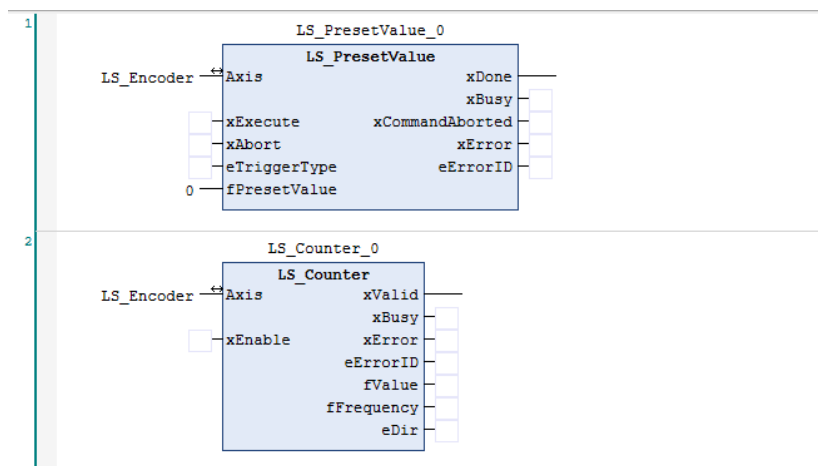 1
LS_PresetValue_0
LS_PresetValue
LS_Encoder Axis xDone
xBusy
xExecute xCommandAborted
xAbort xError
eTriggerType eErrorID
0 fPresetValue
2
LS_Counter_0
LS_Counter
LS_Encoder Axis xValid
xBusy
xEnable xError
eErrorID
fValue
fFrequency
eDir